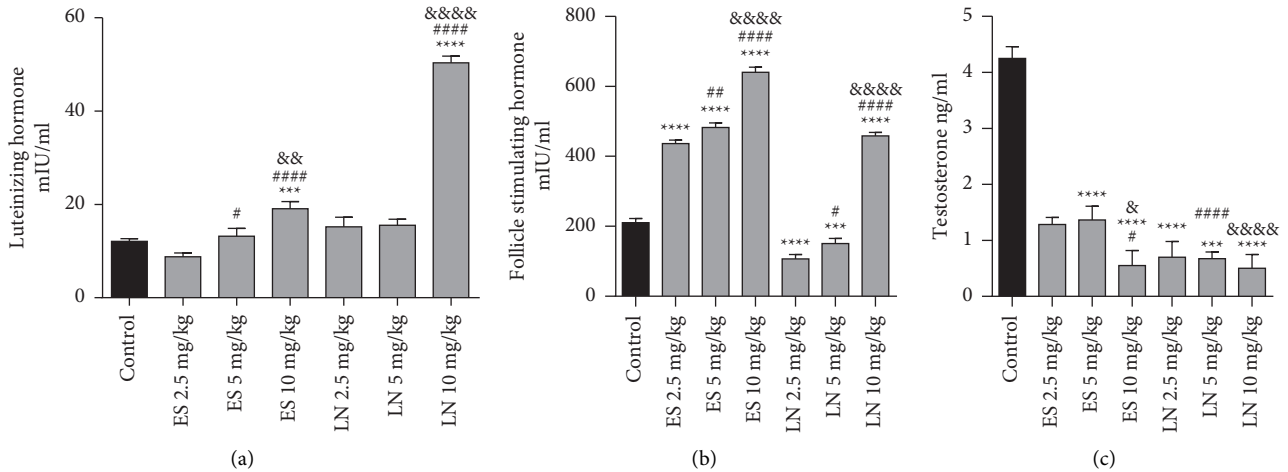 Luteinizing hormone
mIU/ml
60
40
20
0
#
&&
####
***
&&&&
####
****
Control
ES 2.5 mg/kg
ES 5 mg/kg
ES 10 mg/kg
LN 2.5 mg/kg
LN 5 mg/kg
LN 10 mg/kg
(a)
Follicle stimulating hormone
mIU/ml
800
600
400
200
0
****
##
****
&&&&
####
****
****
#
***
&&&&
####
****
Control
ES 2.5 mg/kg
ES 5 mg/kg
ES 10 mg/kg
LN 2.5 mg/kg
LN 5 mg/kg
LN 10 mg/kg
(b)
Testosterone ng/ml
5
4
3
2
1
0
****
&
****
#
****
####
***
&&&&
****
Control
ES 2.5 mg/kg
ES 5 mg/kg
ES 10 mg/kg
LN 2.5 mg/kg
LN 5 mg/kg
LN 10 mg/kg
(c)